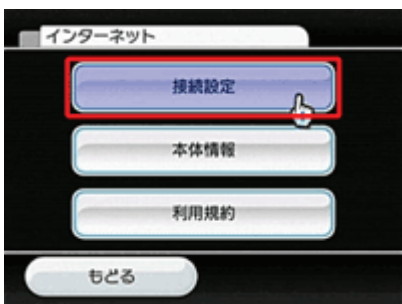 インターネット
接続設定
本体情報
利用規約
もどる